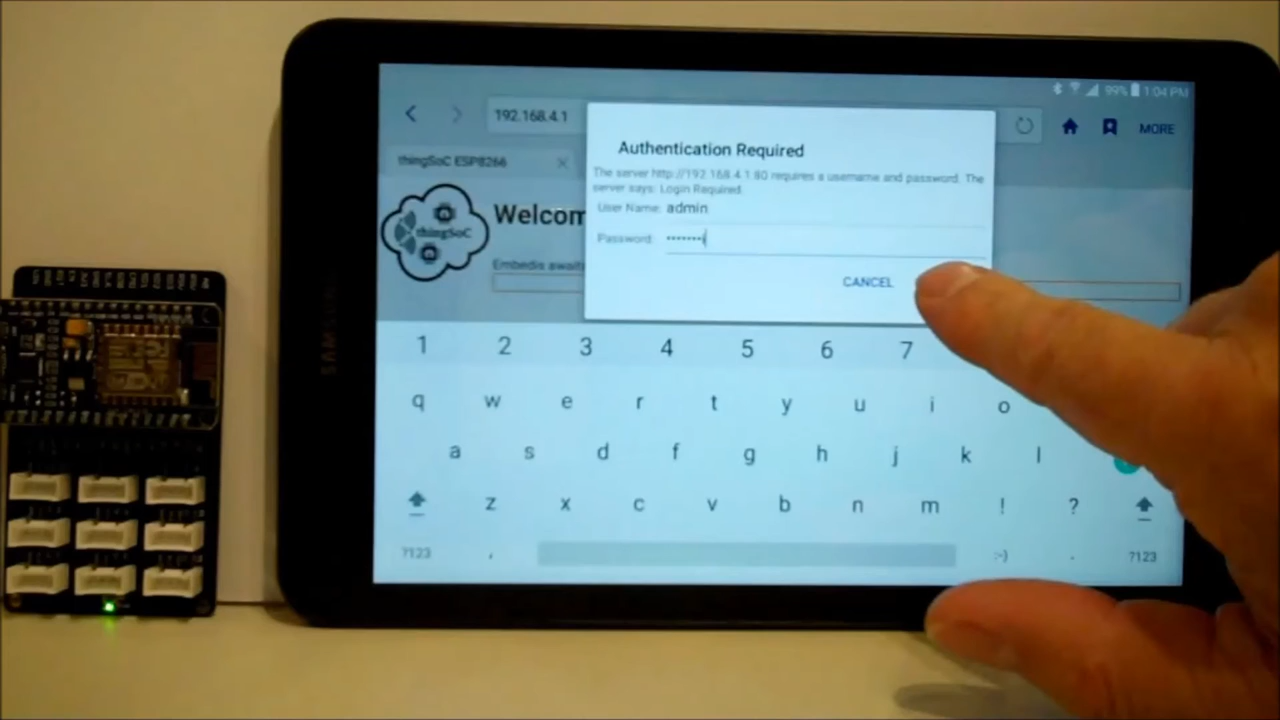 99% 1:04 PM
192.168.4.1
MORE
thingSoC ESP8266
thingSoC
Welcom
Embedis await
Authentication Required
The server http://192.168.4.1:80 requires a username and password. The
server says: Login Required.
User Name: admin
Password: •••••••
CANCEL
1 2 3 4 5 6 7
q w e r t y u i o
a s d f g h j k l
z x c v b n m ! ?
?123 , :-) . ?123
SAMSUNG